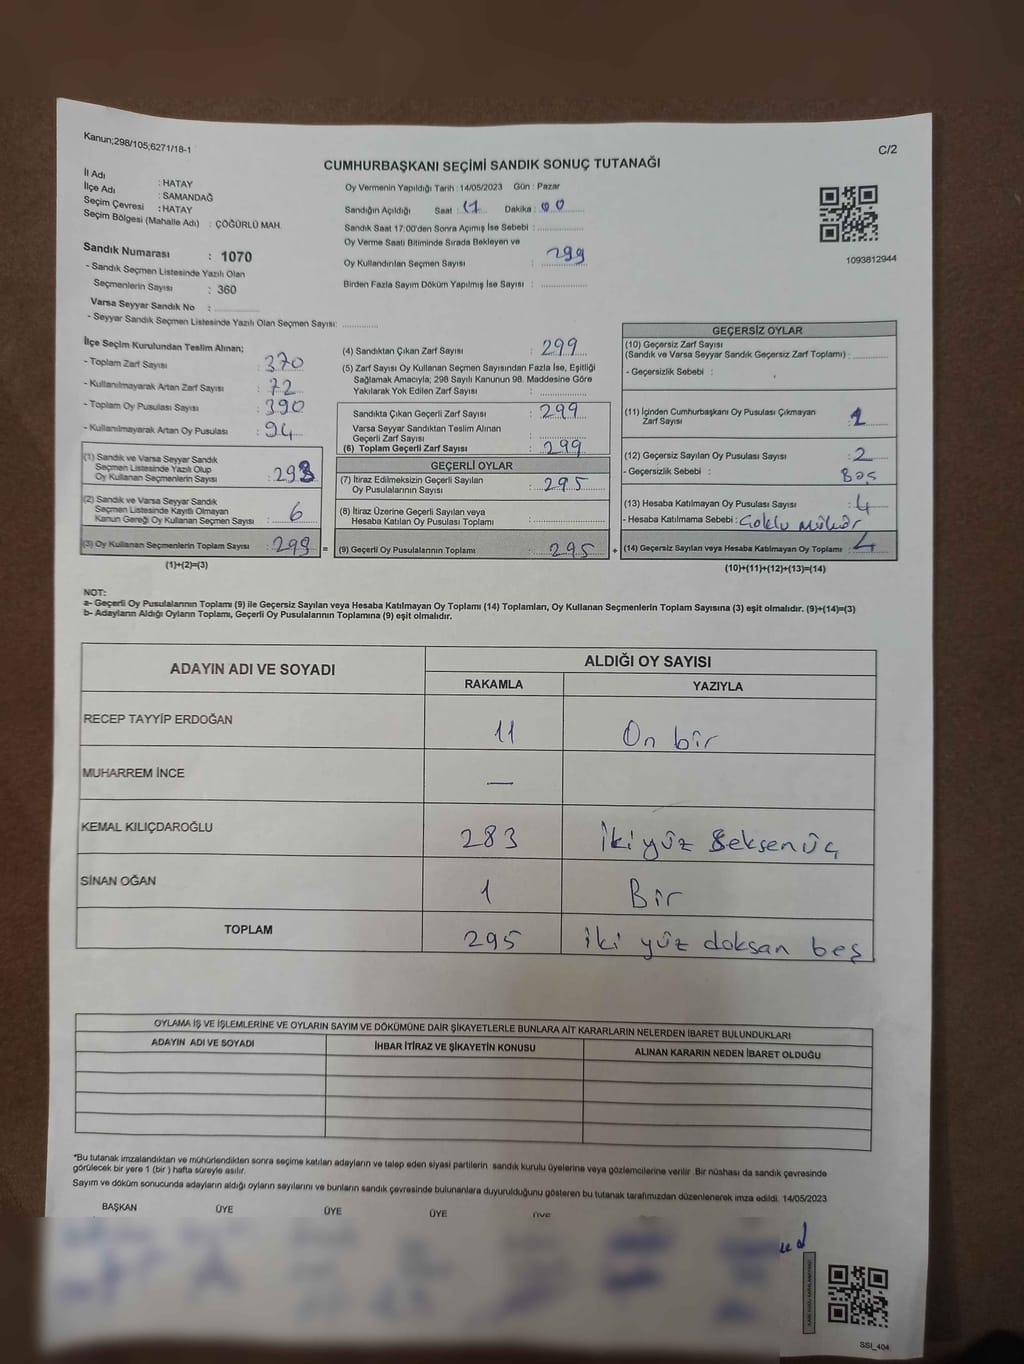 Kanun;298/105;6271/18-1
C/2
CUMHURBAŞKANI SEÇİMİ SANDIK SONUÇ TUTANAĞI
İl Adı : HATAY
İlçe Adı : SAMANDAĞ
Seçim Çevresi : HATAY
Seçim Bölgesi (Mahalle Adı) : ÇÖĞÜRLÜ MAH.
Oy Vermenin Yapıldığı Tarih : 14/05/2023 Gün : Pazar
Sandığın Açıldığı Saat : 17 Dakika : 00
Sandık Saat 17:00'den Sonra Açımış İse Sebebi :
Oy Verme Saati Bitiminde Sırada Bekleyen ve
Oy Kullandırılan Seçmen Sayısı : 299
Birden Fazla Sayım Döküm Yapılmış İse Sayısı :
1093812944
Sandık Numarası : 1070
- Sandık Seçmen Listesinde Yazılı Olan
Seçmenlerin Sayısı : 360
Varsa Seyyar Sandık No :
- Seyyar Sandık Seçmen Listesinde Yazılı Olan Seçmen Sayısı:
İlçe Seçim Kurulundan Teslim Alınan;
- Toplam Zarf Sayısı : 370
- Kullanılmayarak Artan Zarf Sayısı : 72
- Toplam Oy Pusulası Sayısı : 390
- Kullanılmayarak Artan Oy Pusulası : 94
(1) Sandık ve Varsa Seyyar Sandık
Seçmen Listesinde Yazılı Olup
Oy Kullanan Seçmenlerin Sayısı : 293
(2) Sandık ve Varsa Seyyar Sandık
Seçmen Listesinde Kayıtlı Olmayan
Kanun Gereği Oy Kullanan Seçmen Sayısı : 6
(3) Oy Kullanan Seçmenlerin Toplam Sayısı : 299 =
(1)+(2)=(3)
(4) Sandıktan Çıkan Zarf Sayısı : 299
(5) Zarf Sayısı Oy Kullanan Seçmen Sayısından Fazla İse, Eşitliği
Sağlamak Amacıyla; 298 Sayılı Kanunun 98. Maddesine Göre
Yakılarak Yok Edilen Zarf Sayısı :
Sandıkta Çıkan Geçerli Zarf Sayısı : 299
Varsa Seyyar Sandıktan Teslim Alınan
Geçerli Zarf Sayısı :
(6) Toplam Geçerli Zarf Sayısı : 299
GEÇERLİ OYLAR
(7) İtiraz Edilmeksizin Geçerli Sayılan
Oy Pusulalarının Sayısı : 295
(8) İtiraz Üzerine Geçerli Sayılan veya
Hesaba Katılan Oy Pusulası Toplamı :
(9) Geçerli Oy Pusulalarının Toplamı : 295 +
GEÇERSİZ OYLAR
(10) Geçersiz Zarf Sayısı
(Sandık ve Varsa Seyyar Sandık Geçersiz Zarf Toplamı) :
- Geçersizlik Sebebi :
(11) İçinden Cumhurbaşkanı Oy Pusulası Çıkmayan
Zarf Sayısı :
(12) Geçersiz Sayılan Oy Pusulası Sayısı : 2
- Geçersizlik Sebebi : Boş
(13) Hesaba Katılmayan Oy Pusulası Sayısı : 4
- Hesaba Katılmama Sebebi : Çoklu Mühür
(14) Geçersiz Sayılan veya Hesaba Katılmayan Oy Toplamı : 4
(10)+(11)+(12)+(13)=(14)
NOT:
a- Geçerli Oy Pusulalarının Toplamı (9) ile Geçersiz Sayılan veya Hesaba Katılmayan Oy Toplamı (14) Toplamları, Oy Kullanan Seçmenlerin Toplam Sayısına (3) eşit olmalıdır. (9)+(14)=(3)
b- Adayların Aldığı Oyların Toplamı, Geçerli Oy Pusulalarının Toplamına (9) eşit olmalıdır.
ADAYIN ADI VE SOYADI
ALDIĞI OY SAYISI
RAKAMLA YAZIYLA
RECEP TAYYİP ERDOĞAN 11 On bir
MUHARREM İNCE —
KEMAL KILIÇDAROĞLU 283 İki yüz Seksen üç
SİNAN OĞAN 1 Bir
TOPLAM 295 iki yüz doksan beş
OYLAMA İŞ VE İŞLEMLERİNE VE OYLARIN SAYIM VE DÖKÜMÜNE DAİR ŞİKAYETLERLE BUNLARA AİT KARARLARIN NELERDEN İBARET BULUNDUKLARI
ADAYIN ADI VE SOYADI İHBAR İTİRAZ VE ŞİKAYETİN KONUSU ALINAN KARARIN NEDEN İBARET OLDUĞU
*Bu tutanak imzalandıktan ve mühürlendikten sonra seçime katılan adayların ve talep eden siyasi partilerin sandık kurulu üyelerine veya gözlemcilerine verilir. Bir nüshası da sandık çevresinde
görülecek bir yere 1 (bir) hafta süreyle asılır.
Sayım ve döküm sonucunda adayların aldığı oyların sayılarını ve bunların sandık çevresinde bulunanlara duyurulduğunu gösteren bu tutanak tarafımızdan düzenlenerek imza edildi. 14/05/2023
BAŞKAN ÜYE ÜYE ÜYE ÜYE
SSI_404